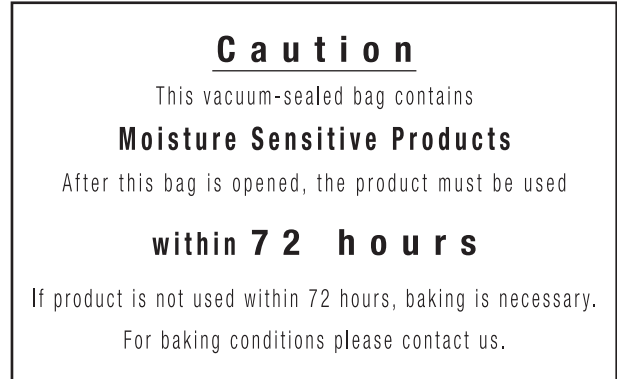 Caution
This vacuum-sealed bag contains
Moisture Sensitive Products
After this bag is opened, the product must be used
within 72 hours
If product is not used within 72 hours, baking is necessary.
For baking conditions please contact us.